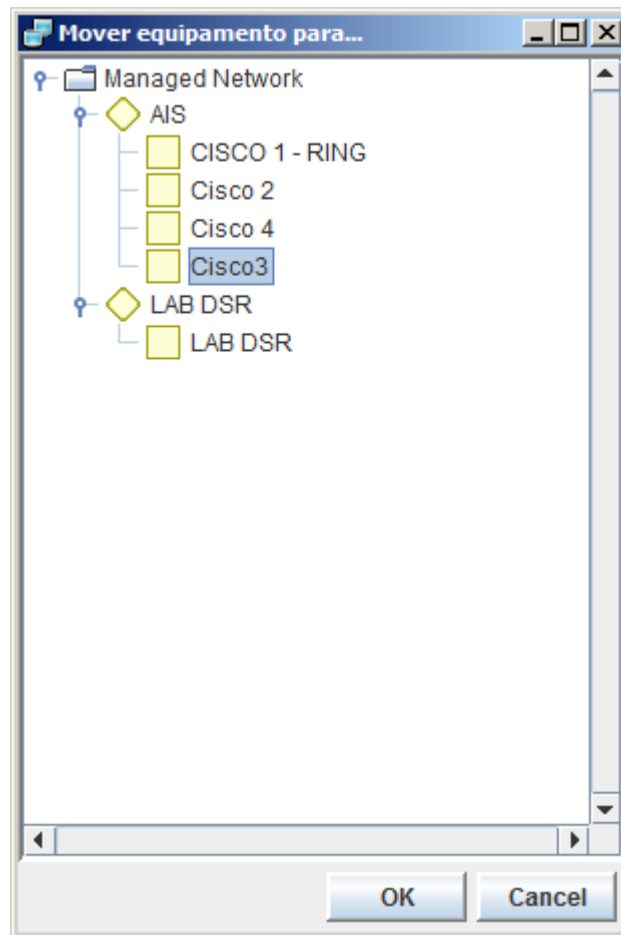 Mover equipamento para...
Managed Network
AIS
CISCO 1 - RING
Cisco 2
Cisco 4
Cisco3
LAB DSR
LAB DSR
OK Cancel